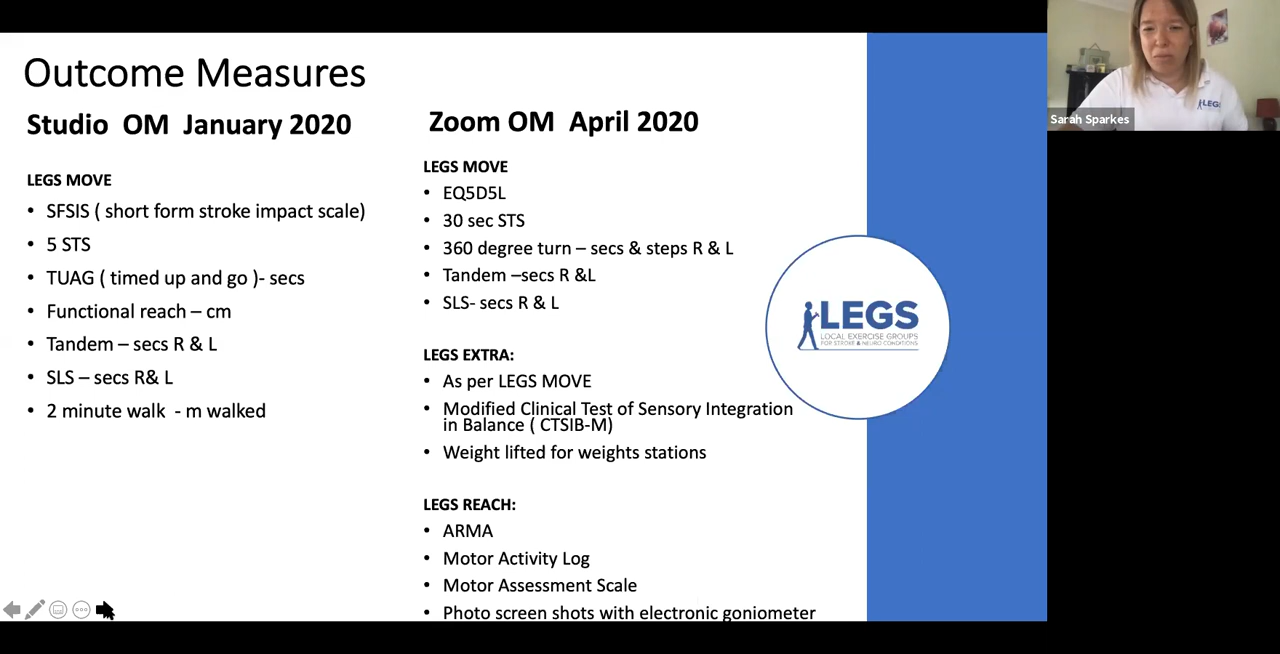 Outcome Measures
Studio OM January 2020
LEGS MOVE
• SFSIS ( short form stroke impact scale)
• 5 STS
• TUAG ( timed up and go )- secs
• Functional reach – cm
• Tandem – secs R & L
• SLS – secs R& L
• 2 minute walk - m walked
Zoom OM April 2020
LEGS MOVE
• EQ5D5L
• 30 sec STS
• 360 degree turn – secs & steps R & L
• Tandem –secs R &L
• SLS- secs R & L
LEGS EXTRA:
• As per LEGS MOVE
• Modified Clinical Test of Sensory Integration
in Balance ( CTSIB-M)
• Weight lifted for weights stations
LEGS REACH:
• ARMA
• Motor Activity Log
• Motor Assessment Scale
• Photo screen shots with electronic goniometer
LEGS
LOCAL EXERCISE GROUPS
FOR STROKE & NEURO CONDITIONS
LEGS
Sarah Sparkes